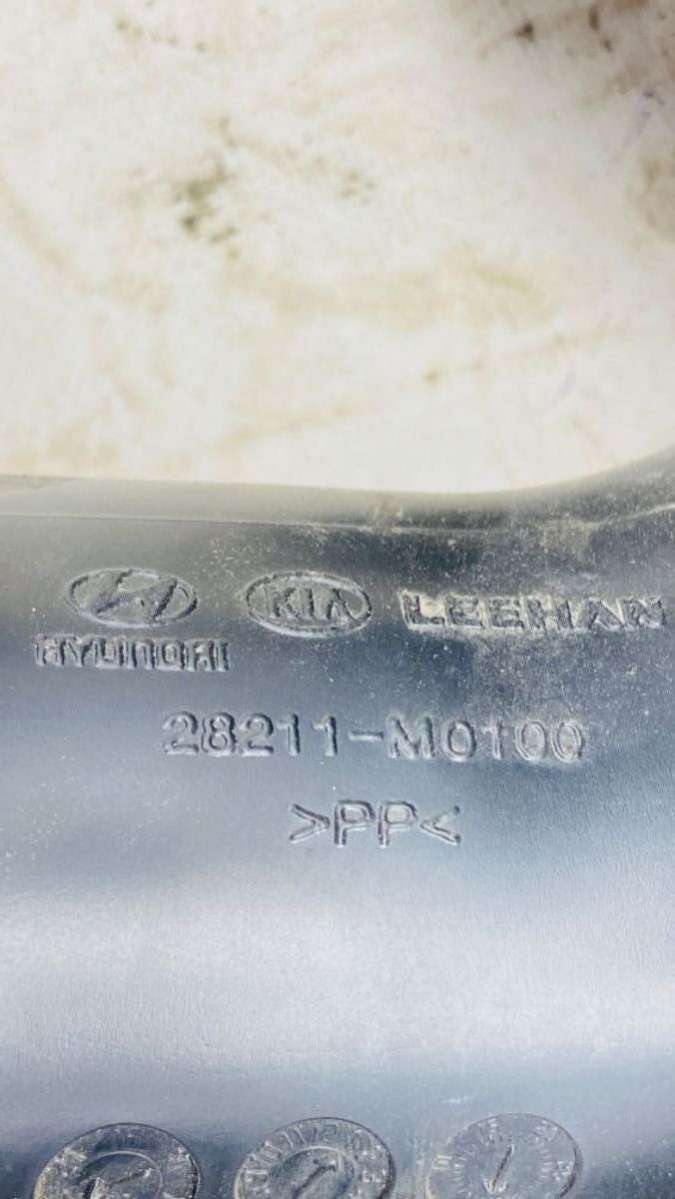 KIA LEEHAN
HYUNDAI
28211-M0100
>PP<